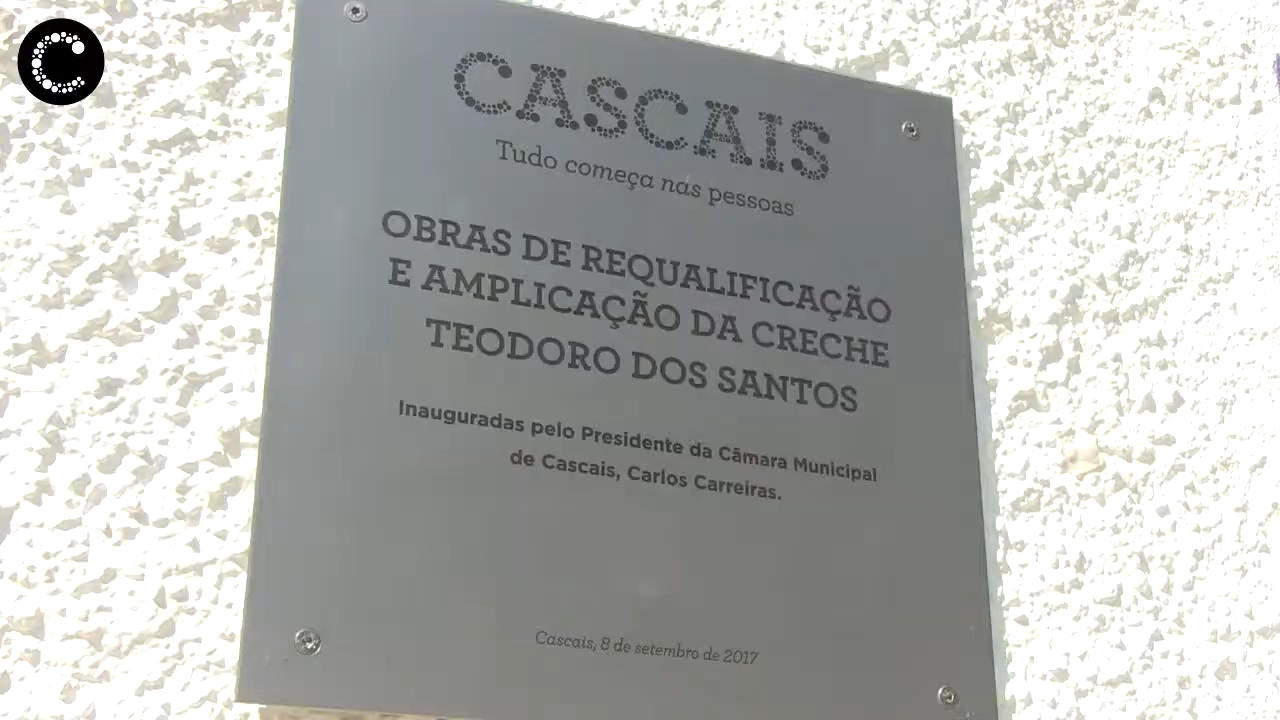 CASCAIS
Tudo começa nas pessoas
OBRAS DE REQUALIFICAÇÃO
E AMPLICAÇÃO DA CRECHE
TEODORO DOS SANTOS
Inauguradas pelo Presidente da Câmara Municipal
de Cascais, Carlos Carreiras.
Cascais, 8 de setembro de 2017